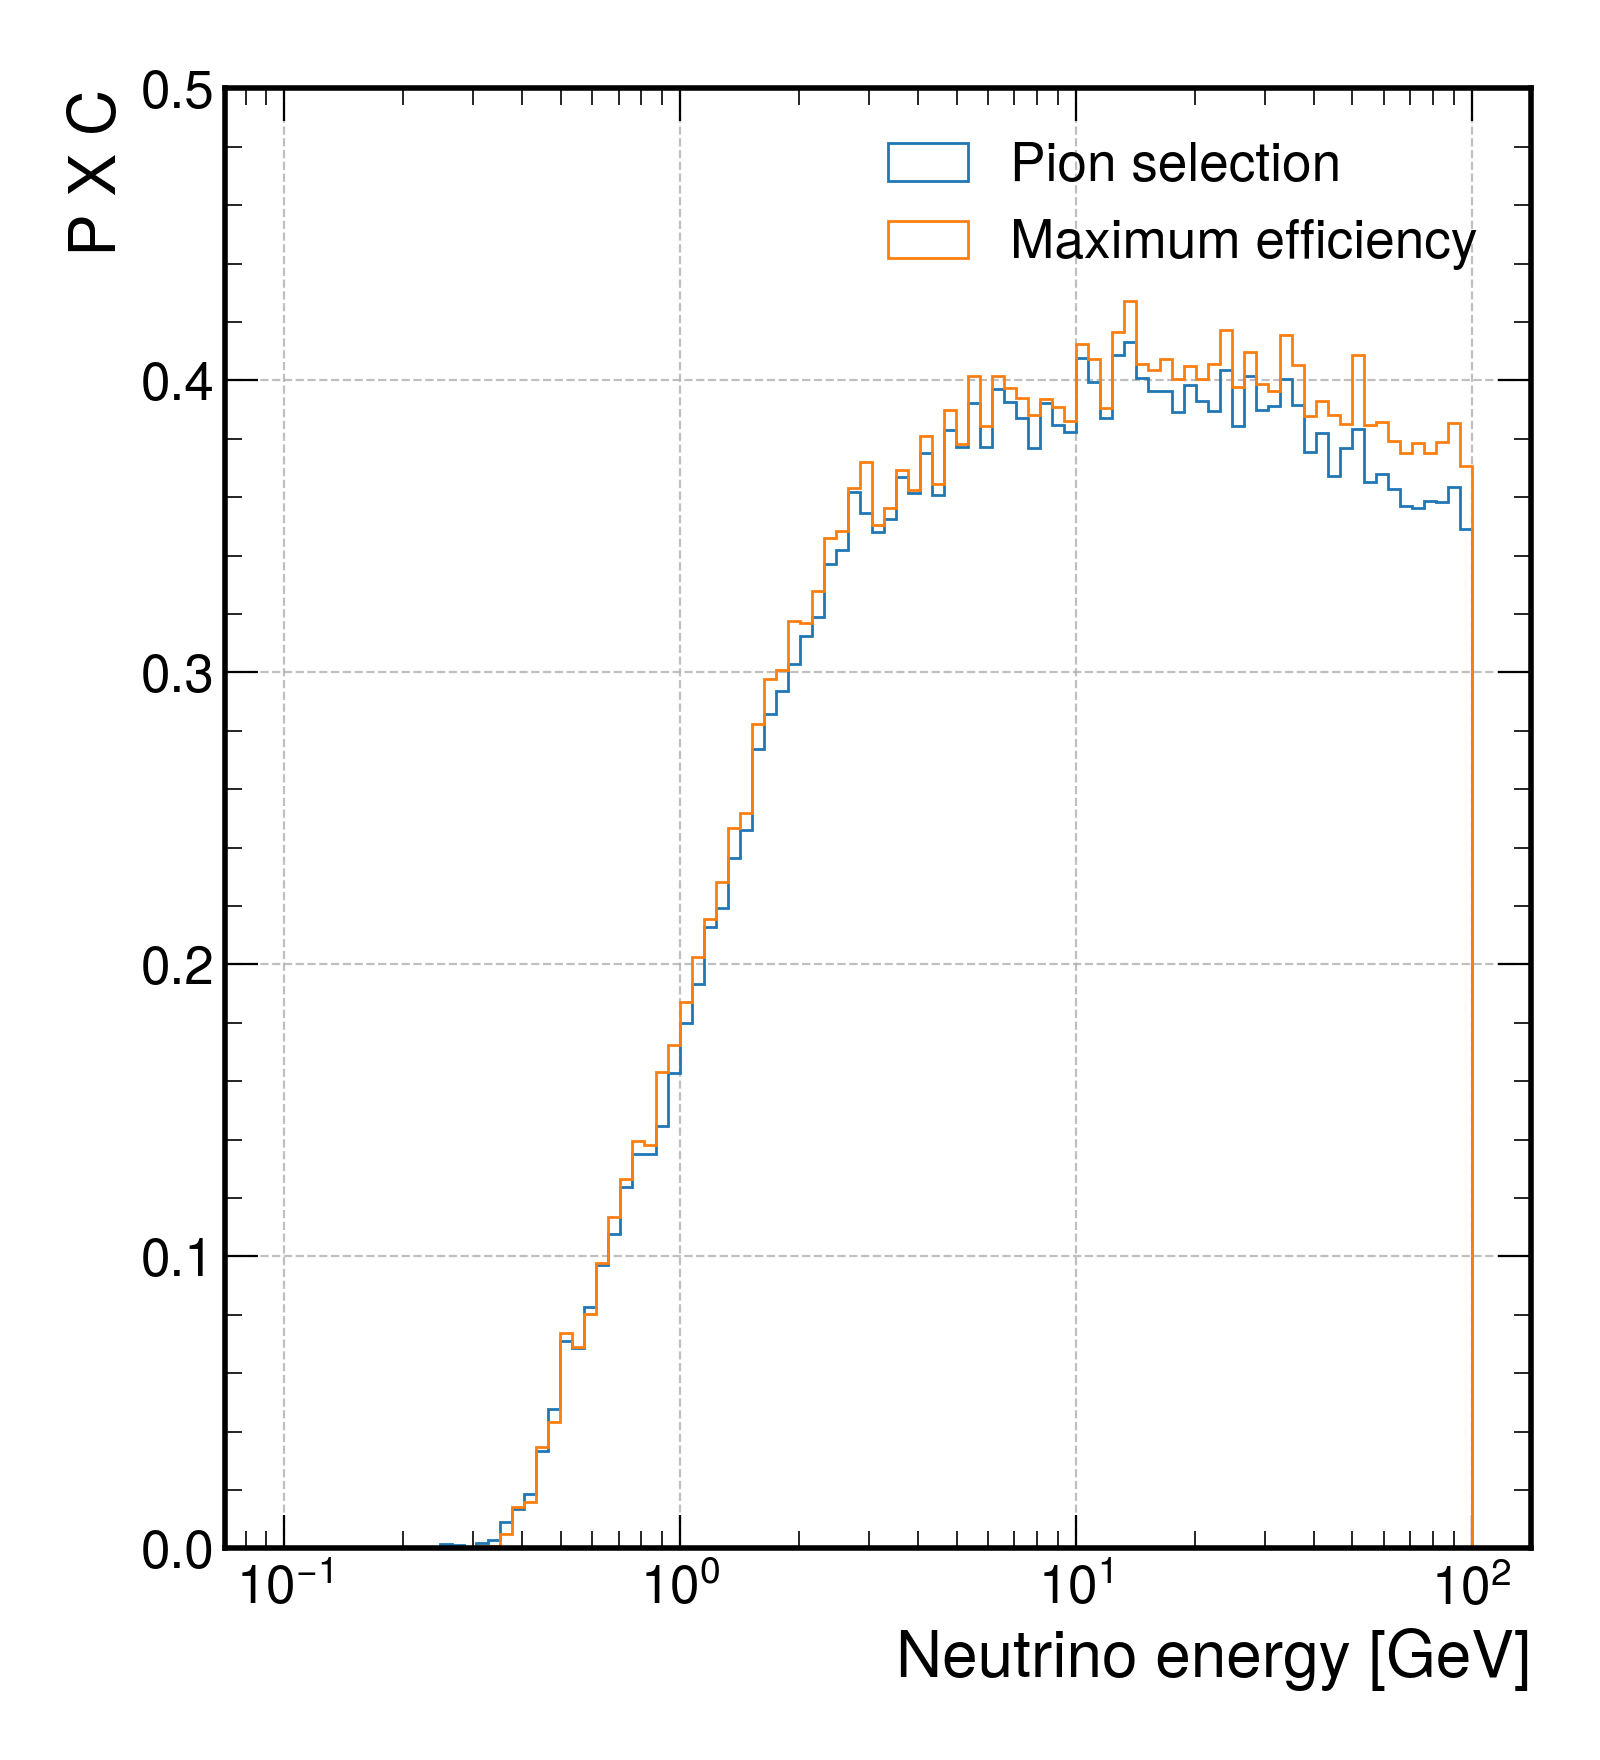 P X C
0.5
0.4
0.3
0.2
0.1
0.0
Pion selection
Maximum efficiency
10⁻¹ 10⁰ 10¹ 10²
Neutrino energy [GeV]